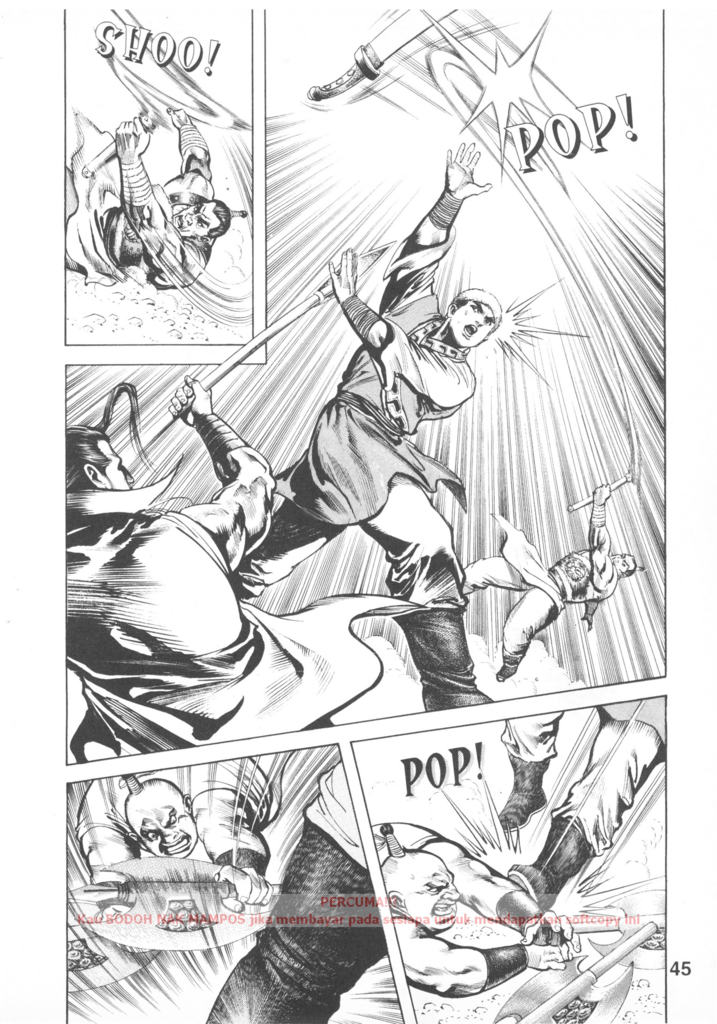 SHOO!
POP!
POP!
PERCUMA!!
Kau BODOH NAK MAMPOS jika membayar pada sesiapa untuk mendapatkan softcopy ini
45